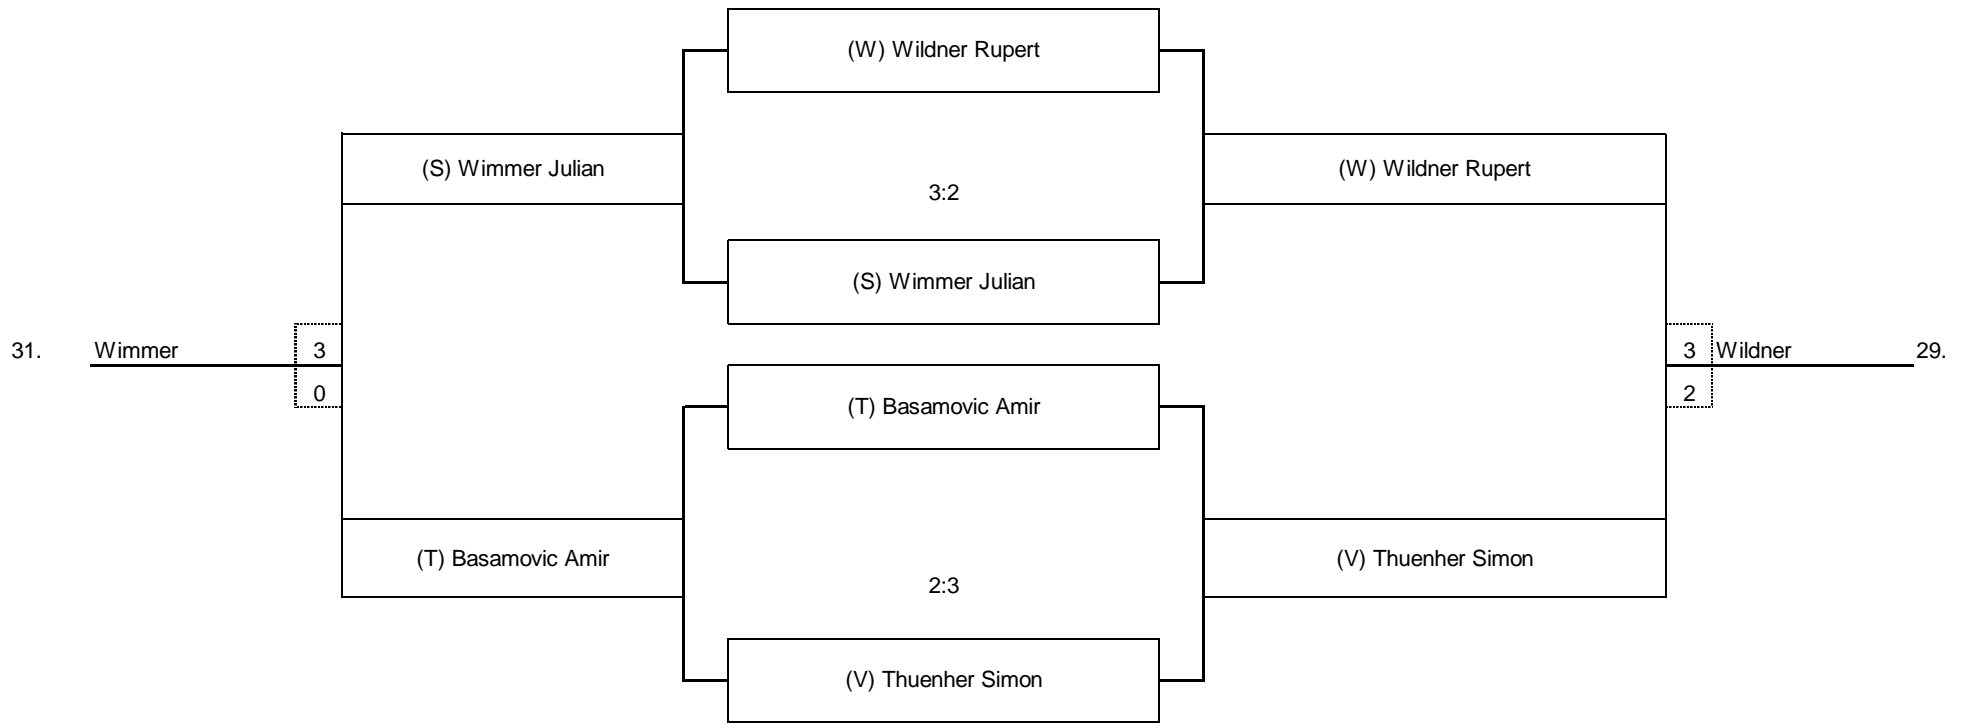 (W) Wildner Rupert
(S) Wimmer Julian
(W) Wildner Rupert
3:2
(S) Wimmer Julian
31. Wimmer 3
3 Wildner 29.
0
2
(T) Basamovic Amir
(T) Basamovic Amir
(V) Thuenher Simon
2:3
(V) Thuenher Simon